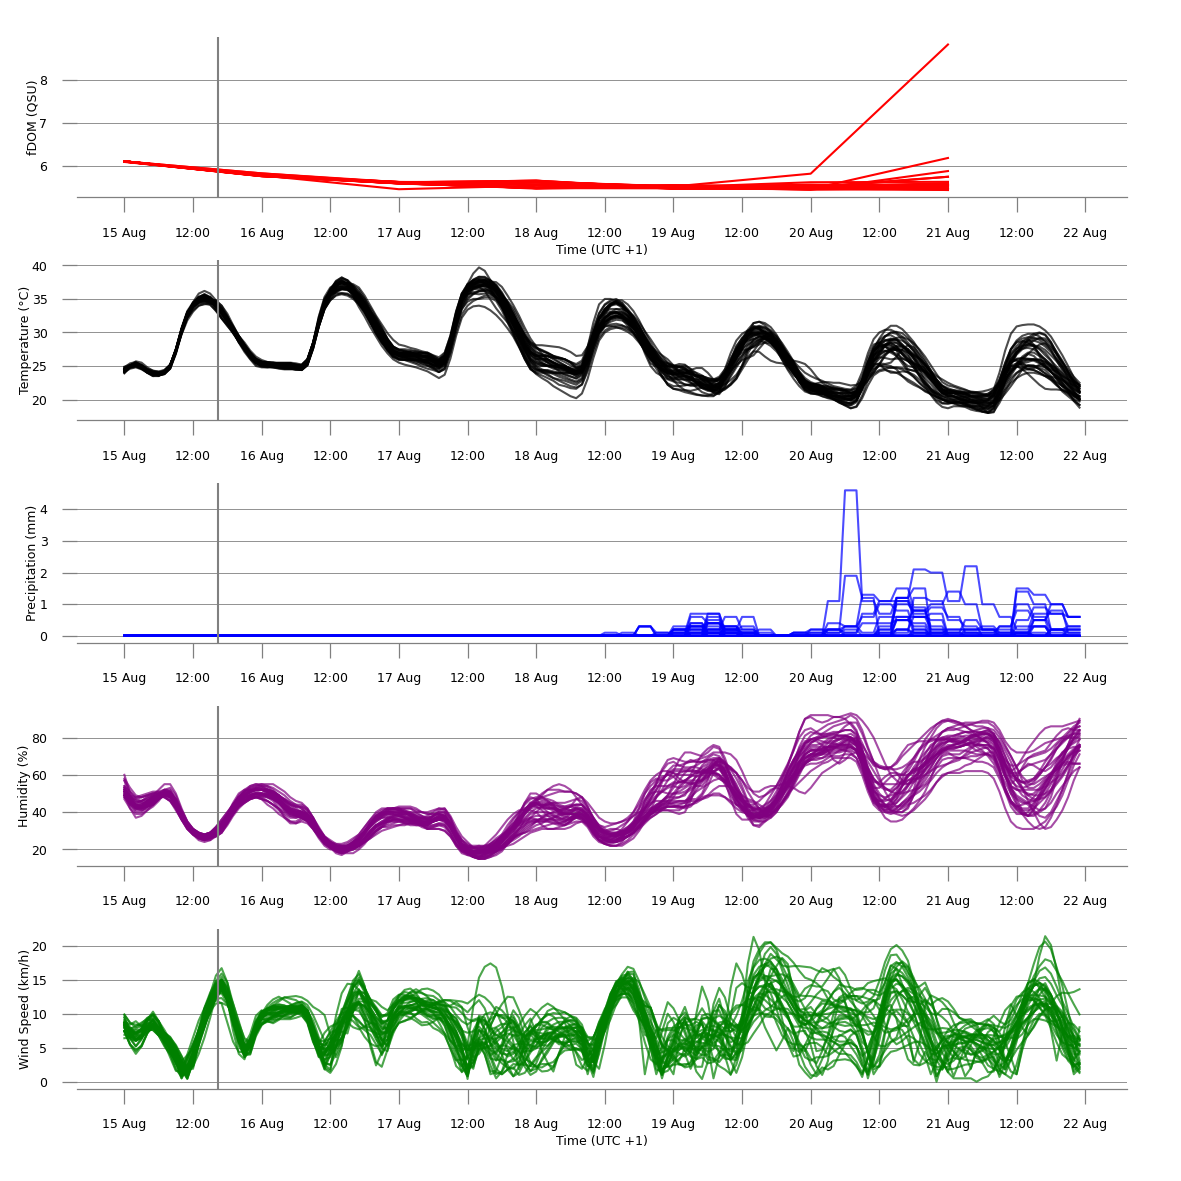 fDOM (QSU)
8
7
6
15 Aug 12:00 16 Aug 12:00 17 Aug 12:00 18 Aug 12:00 19 Aug 12:00 20 Aug 12:00 21 Aug 12:00 22 Aug
Time (UTC +1)
Temperature (°C)
40
35
30
25
20
15 Aug 12:00 16 Aug 12:00 17 Aug 12:00 18 Aug 12:00 19 Aug 12:00 20 Aug 12:00 21 Aug 12:00 22 Aug
Precipitation (mm)
4
3
2
1
0
15 Aug 12:00 16 Aug 12:00 17 Aug 12:00 18 Aug 12:00 19 Aug 12:00 20 Aug 12:00 21 Aug 12:00 22 Aug
Humidity (%)
80
60
40
20
15 Aug 12:00 16 Aug 12:00 17 Aug 12:00 18 Aug 12:00 19 Aug 12:00 20 Aug 12:00 21 Aug 12:00 22 Aug
Wind Speed (km/h)
20
15
10
5
0
15 Aug 12:00 16 Aug 12:00 17 Aug 12:00 18 Aug 12:00 19 Aug 12:00 20 Aug 12:00 21 Aug 12:00 22 Aug
Time (UTC +1)